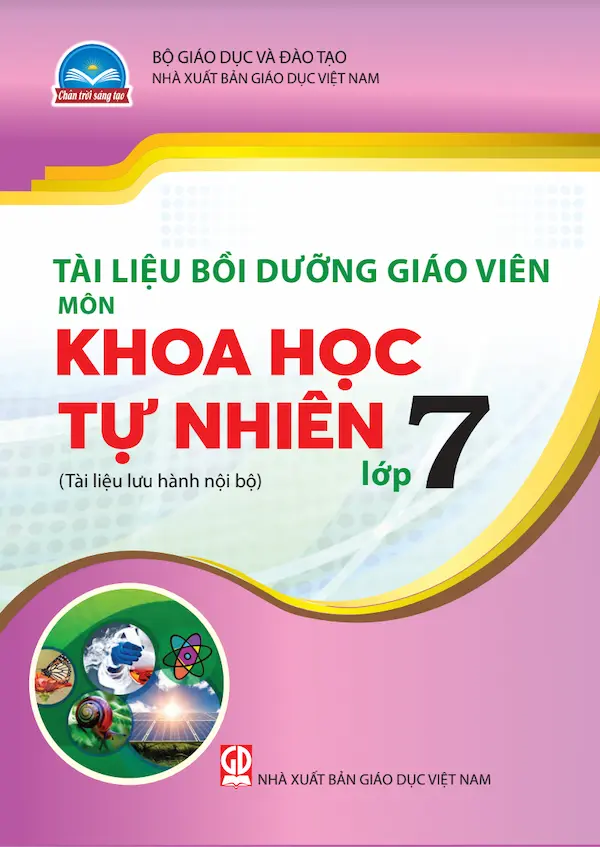 BỘ GIÁO DỤC VÀ ĐÀO TẠO
NHÀ XUẤT BẢN GIÁO DỤC VIỆT NAM
Chân trời sáng tạo
TÀI LIỆU BỒI DƯỠNG GIÁO VIÊN
MÔN
KHOA HỌC
TỰ NHIÊN
lớp 7
(Tài liệu lưu hành nội bộ)
GD
NHÀ XUẤT BẢN GIÁO DỤC VIỆT NAM